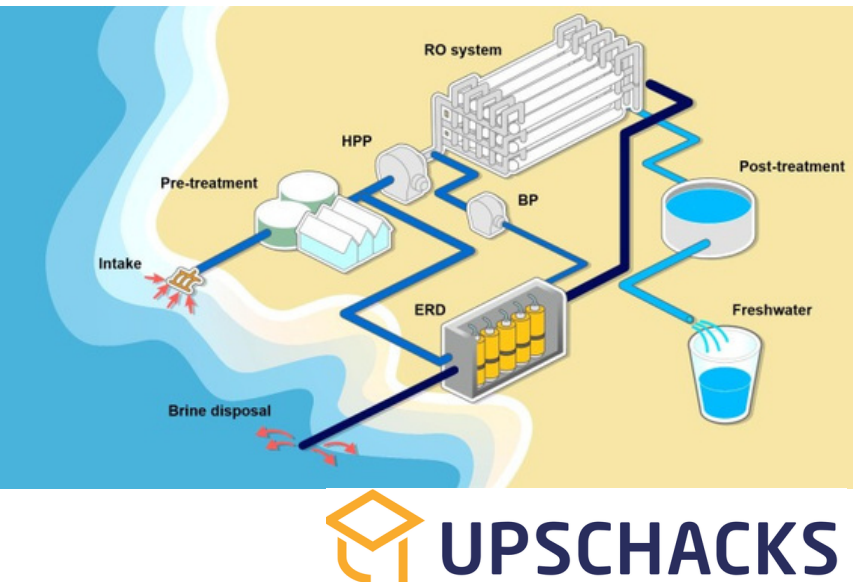 RO system
HPP
Pre-treatment
Post-treatment
BP
Intake
ERD
Freshwater
Brine disposal
UPSCHACKS